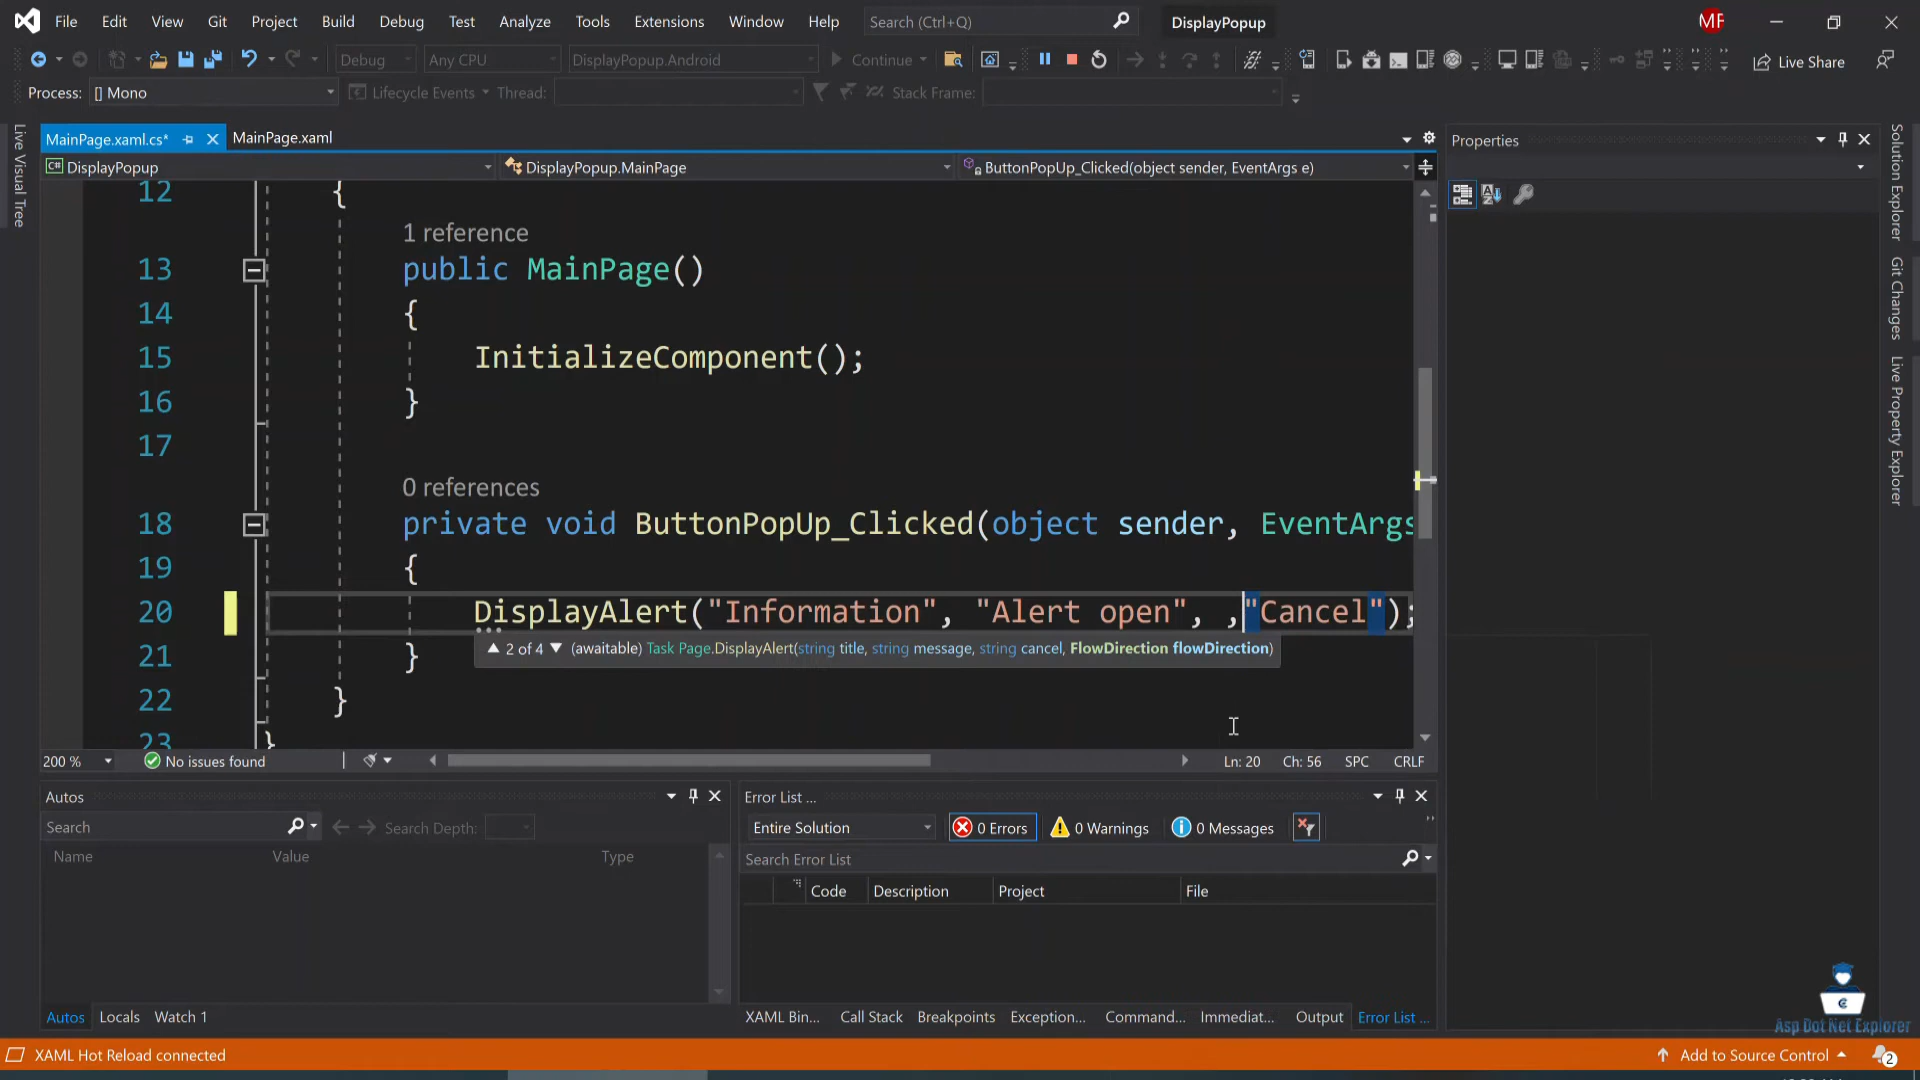 File Edit View Git Project Build Debug Test Analyze Tools Extensions Window Help Search (Ctrl+Q) DisplayPopup MF
Debug Any CPU DisplayPopup.Android Continue Live Share
Process: [] Mono Lifecycle Events Thread: Stack Frame:
MainPage.xaml.cs* MainPage.xaml
C# DisplayPopup DisplayPopup.MainPage ButtonPopUp_Clicked(object sender, EventArgs e)
12 {
1 reference
13 public MainPage()
14 {
15 InitializeComponent();
16 }
17
0 references
18 private void ButtonPopUp_Clicked(object sender, EventArgs
19 {
20 DisplayAlert("Information", "Alert open", ,"Cancel");
▲ 2 of 4 ▼ (awaitable) Task Page.DisplayAlert(string title, string message, string cancel, FlowDirection flowDirection)
21 }
22 }
23 }
200 % No issues found Ln: 20 Ch: 56 SPC CRLF
Live Visual Tree
Properties
Solution Explorer
Git Changes
Live Property Explorer
Autos
Search Search Depth:
Name Value Type
Autos Locals Watch 1
Error List ...
Entire Solution 0 Errors 0 Warnings 0 Messages
Search Error List
Code Description Project File
XAML Bin... Call Stack Breakpoints Exception... Command... Immediat... Output Error List ...
Asp Dot Net Explorer
XAML Hot Reload connected Add to Source Control 2